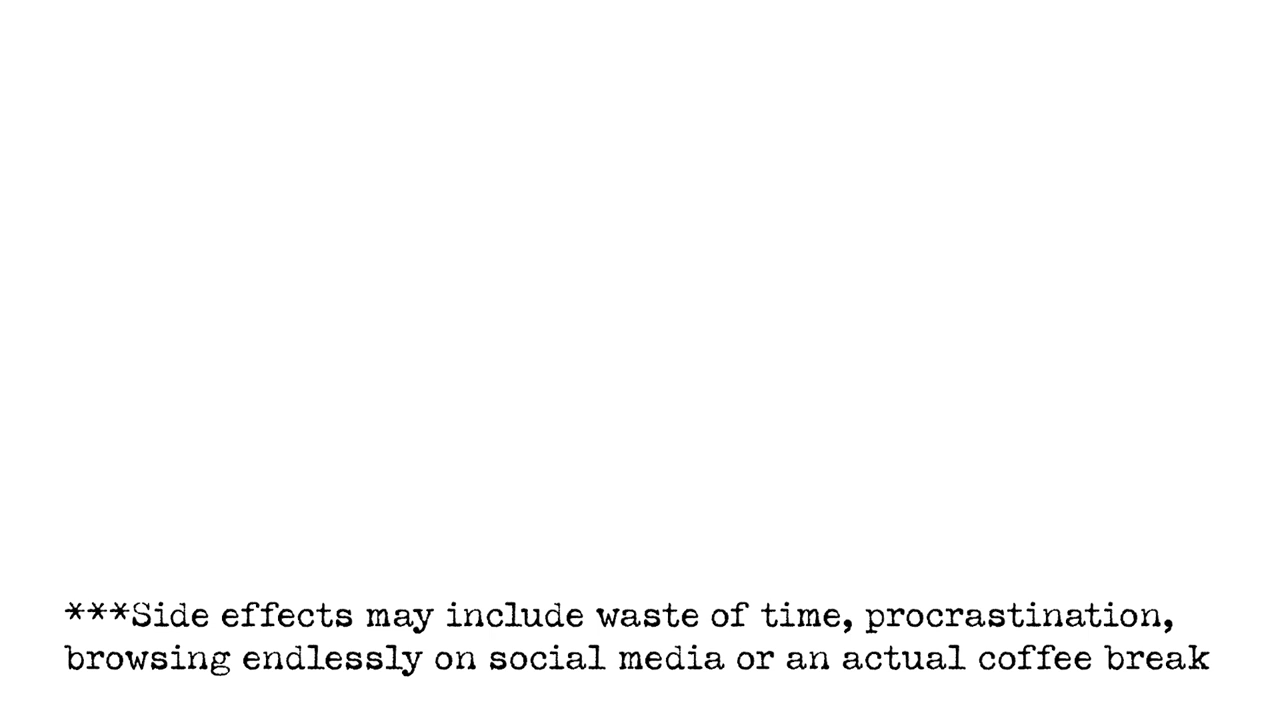 ***Side effects may include waste of time, procrastination,
browsing endlessly on social media or an actual coffee break